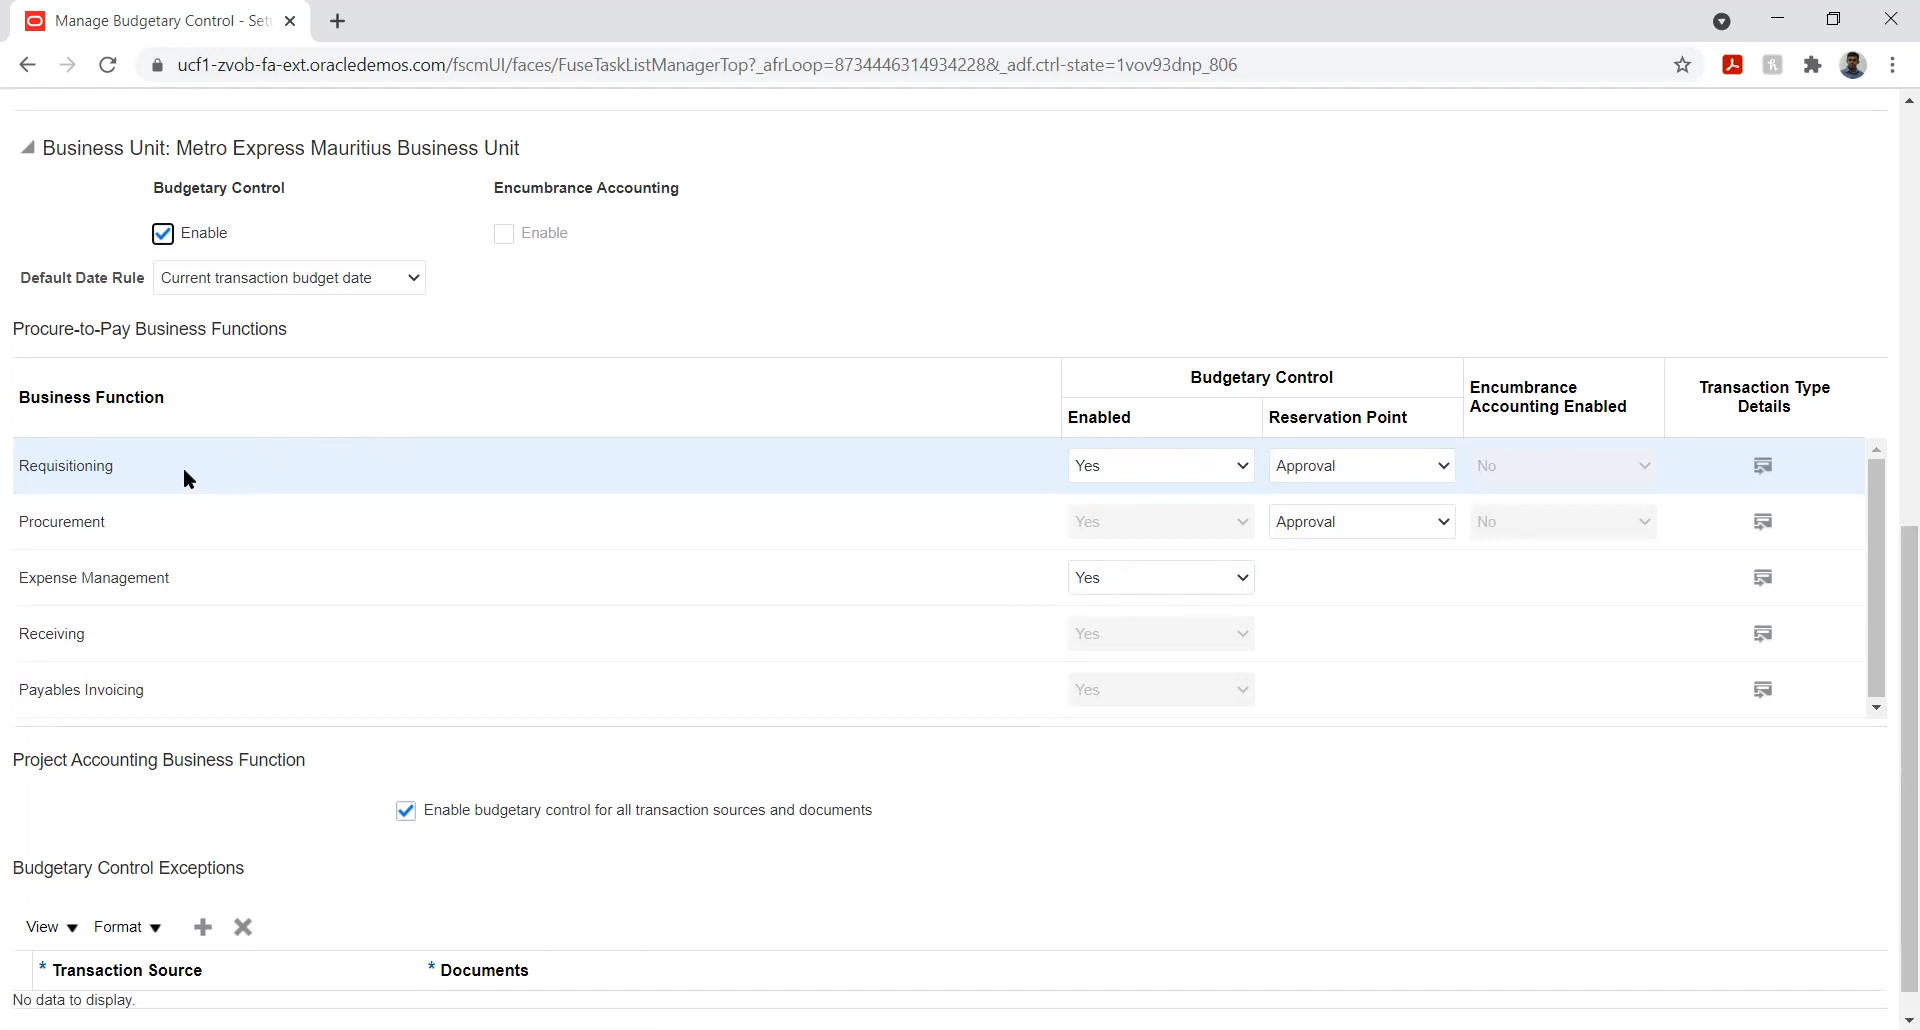 Manage Budgetary Control - Setu
ucf1-zvob-fa-ext.oracledemos.com/fscmUI/faces/FuseTaskListManagerTop?_afrLoop=87344463149342​28&_adf.ctrl-state=1vov93dnp_806
Business Unit: Metro Express Mauritius Business Unit
Budgetary Control Encumbrance Accounting
Enable Enable
Default Date Rule Current transaction budget date
Procure-to-Pay Business Functions
Business Function Budgetary Control Encumbrance Accounting Enabled Transaction Type Details
Enabled Reservation Point
Requisitioning Yes Approval No
Procurement Yes Approval No
Expense Management Yes
Receiving Yes
Payables Invoicing Yes
Project Accounting Business Function
Enable budgetary control for all transaction sources and documents
Budgetary Control Exceptions
View Format
* Transaction Source * Documents
No data to display.